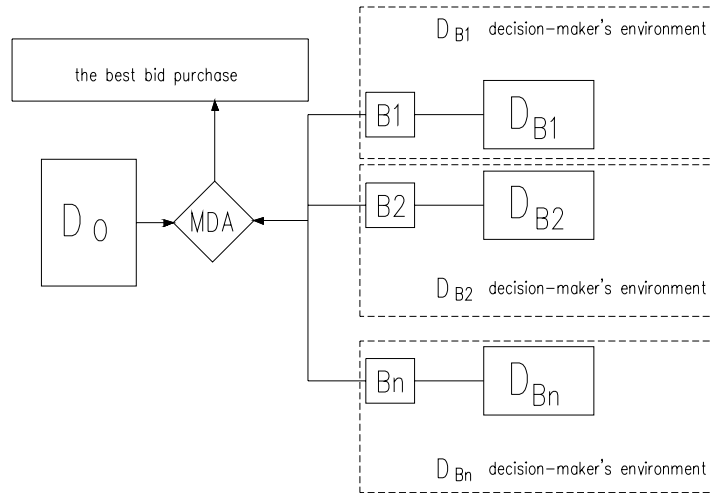 D B1 decision-maker's environment
the best bid purchase
B1
D B1
D 0
MDA
B2
D B2
D B2 decision-maker's environment
Bn
D Bn
D Bn decision-maker's environment